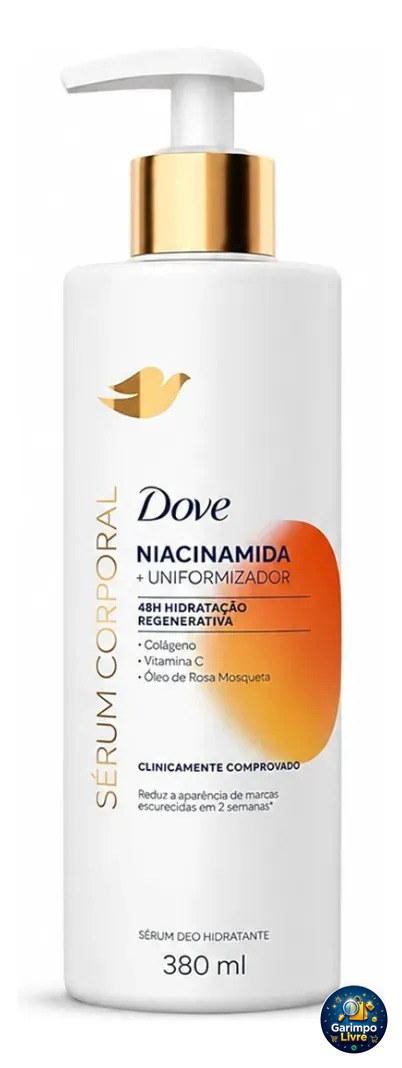 SÉRUM CORPORAL
Dove
NIACINAMIDA
+ UNIFORMIZADOR
48H HIDRATAÇÃO
REGENERATIVA
• Colágeno
• Vitamina C
• Óleo de Rosa Mosqueta
CLINICAMENTE COMPROVADO
Reduz a aparência de marcas
escurecidas em 2 semanas*
SÉRUM DEO HIDRATANTE
380 ml
Garimpo
Livre